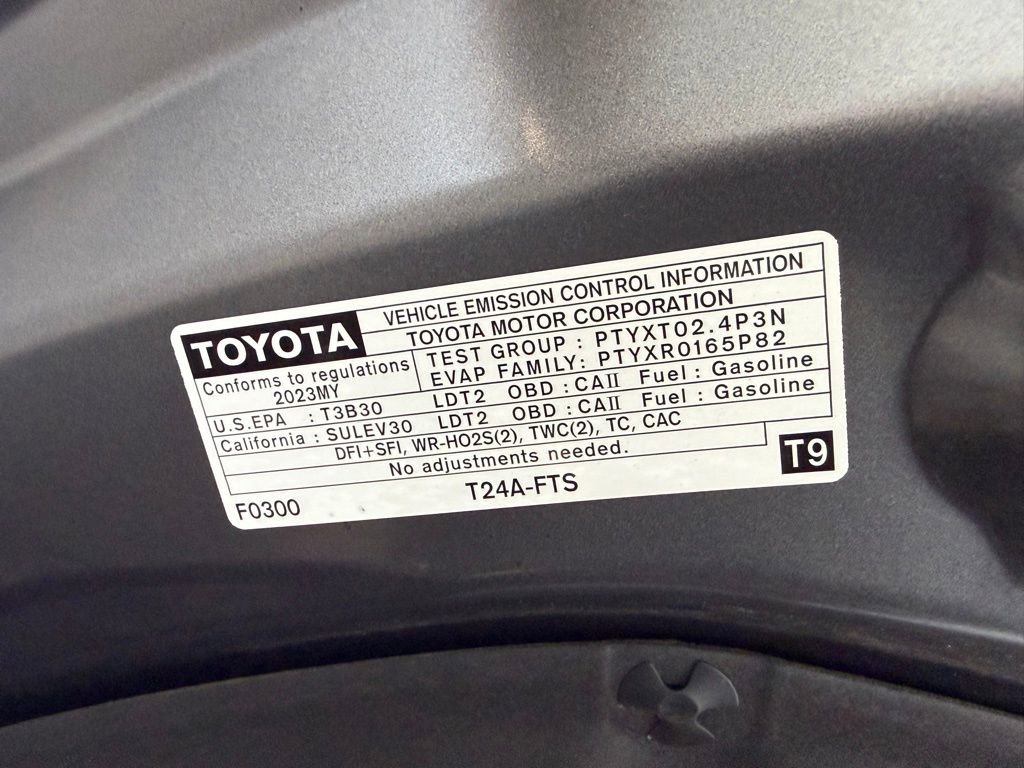 TOYOTA
VEHICLE EMISSION CONTROL INFORMATION
TOYOTA MOTOR CORPORATION
Conforms to regulations
2023MY
TEST GROUP : PTYXT02.4P3N
EVAP FAMILY: PTYXR0165P82
U.S.EPA : T3B30 LDT2 OBD : CAII Fuel : Gasoline
California : SULEV30 LDT2 OBD : CAII Fuel : Gasoline
DFI+SFI, WR-HO2S(2), TWC(2), TC, CAC
No adjustments needed.
T9
F0300 T24A-FTS